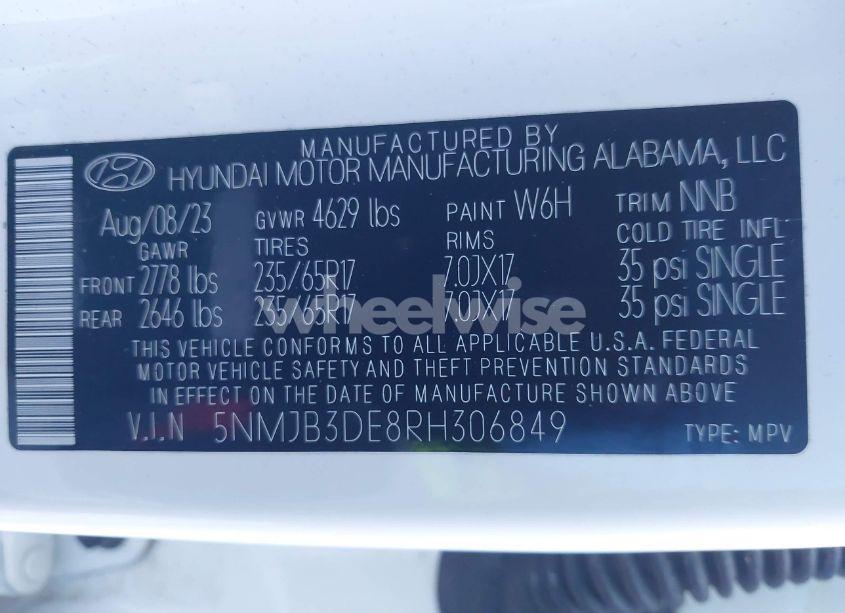 MANUFACTURED BY
HYUNDAI MOTOR MANUFACTURING ALABAMA, LLC
Aug/08/23 GVWR 4629 lbs PAINT W6H TRIM NNB
GAWR TIRES RIMS COLD TIRE INFL
FRONT 2778 lbs 235/65R17 7.0JX17 35 psi SINGLE
REAR 2646 lbs 235/65R17 7.0JX17 35 psi SINGLE
wheelwise
THIS VEHICLE CONFORMS TO ALL APPLICABLE U.S.A. FEDERAL
MOTOR VEHICLE SAFETY AND THEFT PREVENTION STANDARDS
IN EFFECT ON THE DATE OF MANUFACTURE SHOWN ABOVE
V.I.N 5NMJB3DE8RH306849 TYPE: MPV